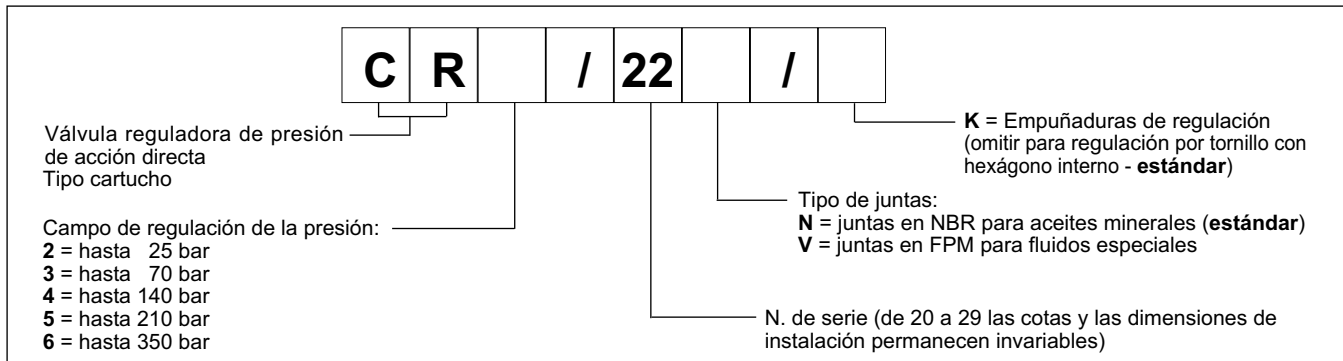 C R / 22 /
Válvula reguladora de presión
de acción directa
Tipo cartucho
Campo de regulación de la presión:
2 = hasta 25 bar
3 = hasta 70 bar
4 = hasta 140 bar
5 = hasta 210 bar
6 = hasta 350 bar
K = Empuñaduras de regulación
(omitir para regulación por tornillo con
hexágono interno - estándar)
Tipo de juntas:
N = juntas en NBR para aceites minerales (estándar)
V = juntas en FPM para fluidos especiales
N. de serie (de 20 a 29 las cotas y las dimensiones de
instalación permanecen invariables)